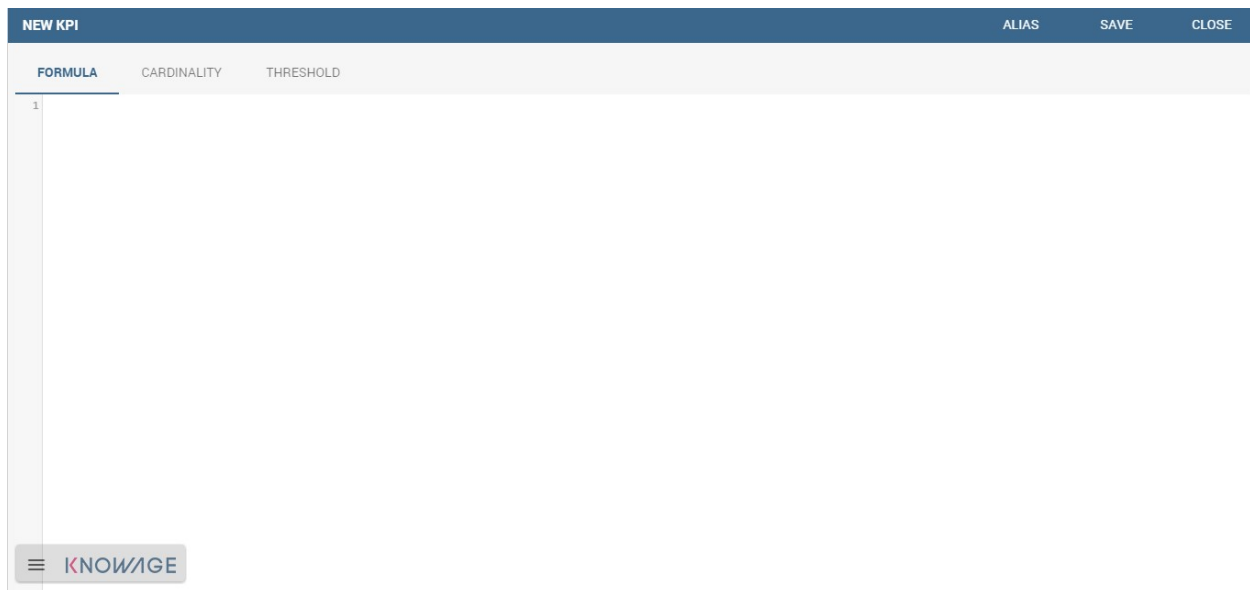 NEW KPI ALIAS SAVE CLOSE
FORMULA CARDINALITY THRESHOLD
1
KNOWAGE